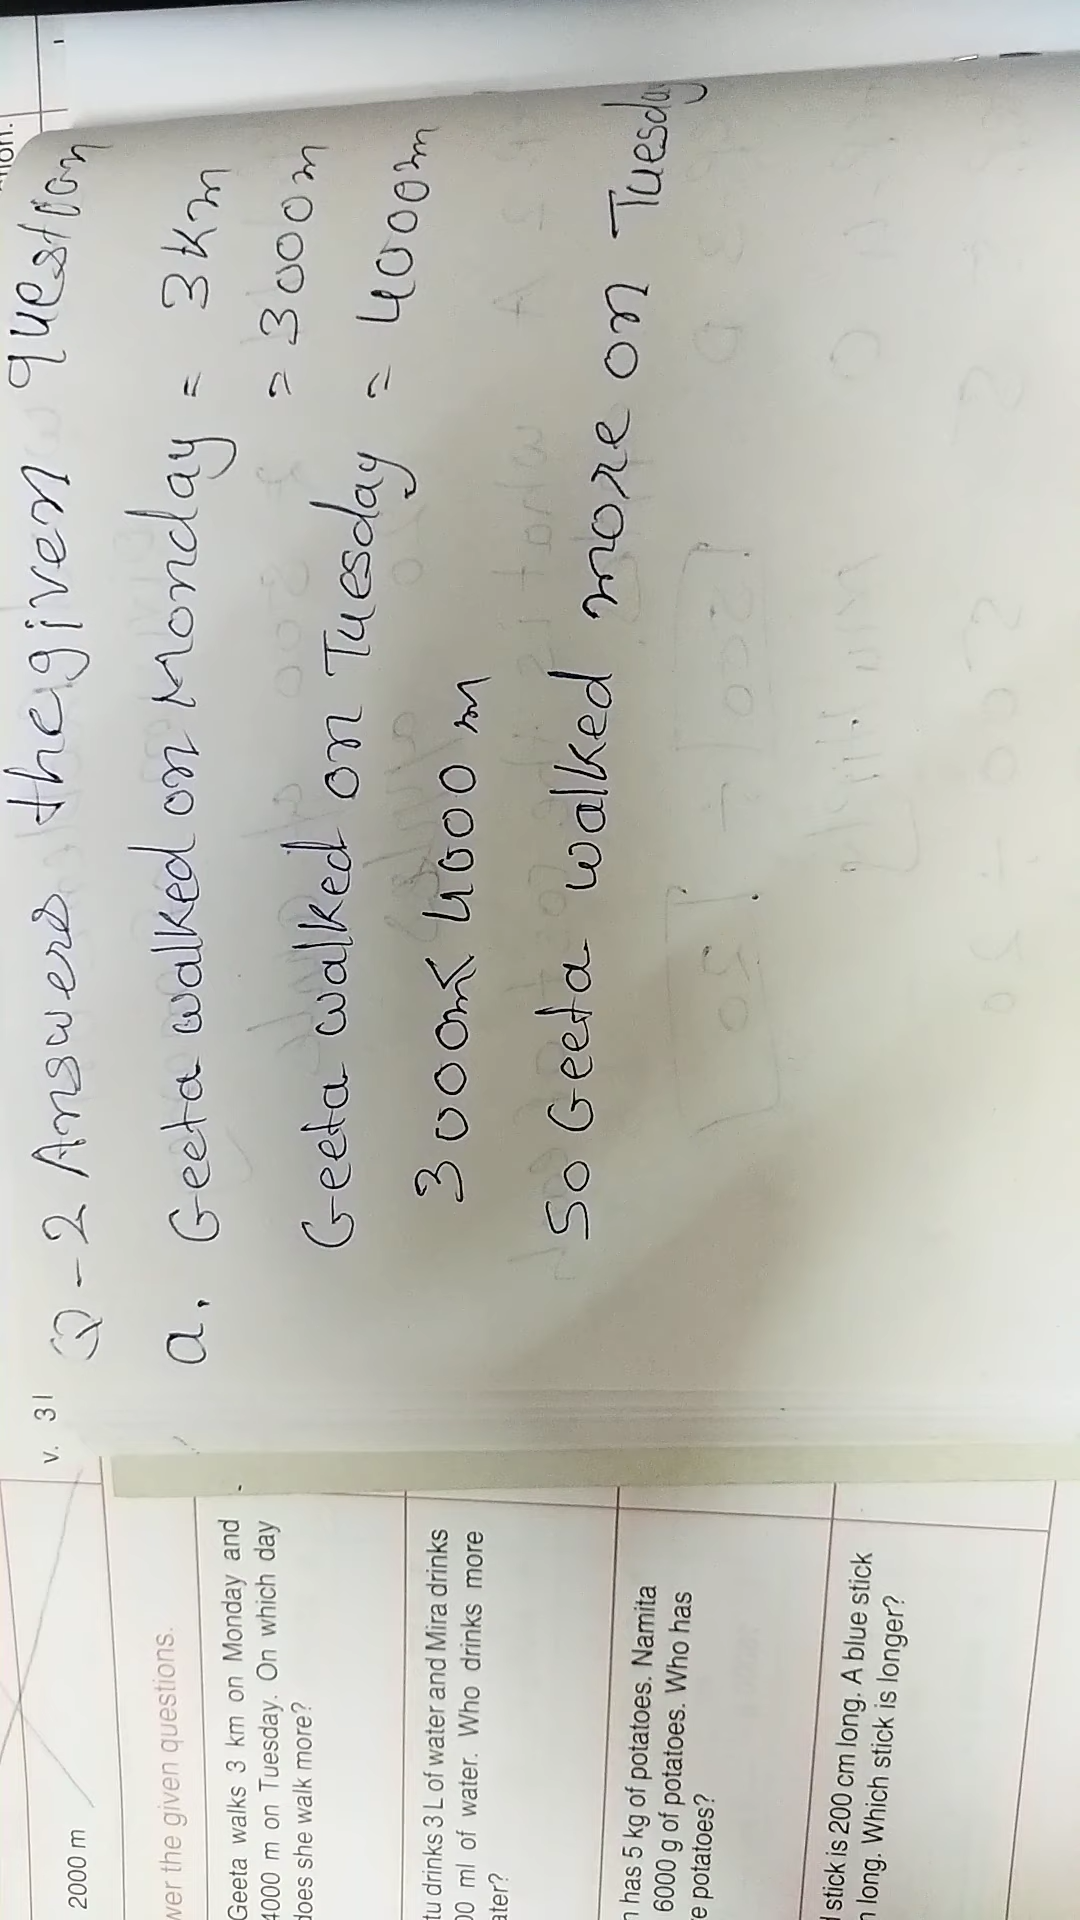 2000 m
v. 3l
wer the given questions.
Geeta walks 3 km on Monday and
4000 m on Tuesday. On which day
does she walk more?
tu drinks 3 L of water and Mira drinks
00 ml of water. Who drinks more
ater?
n has 5 kg of potatoes. Namita
6000 g of potatoes. Who has
e potatoes?
d stick is 200 cm long. A blue stick
n long. Which stick is longer?
Q-2 Answers the given question
a. Geeta walked on Monday = 3km
= 3000m
Geeta walked on Tuesday = 4000m
3000m < 4000 m
so Geeta walked more on Tuesday